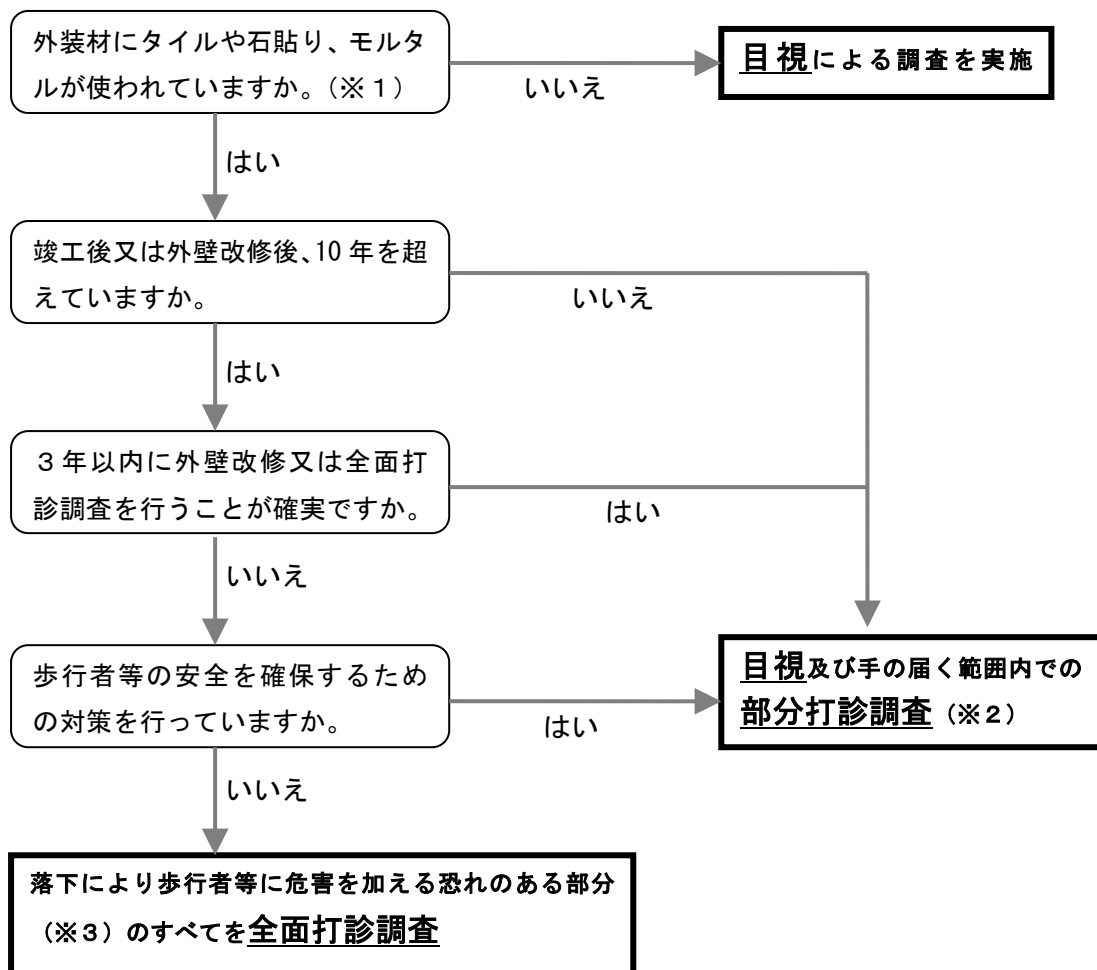 外装材にタイルや石貼り、モルタ
ルが使われていますか。（※１）
いいえ
目視による調査を実施
はい
竣工後又は外壁改修後、10 年を超
えていますか。
いいえ
はい
３年以内に外壁改修又は全面打
診調査を行うことが確実ですか。
はい
いいえ
歩行者等の安全を確保するため
の対策を行っていますか。
はい
目視及び手の届く範囲内での
部分打診調査（※２）
いいえ
落下により歩行者等に危害を加える恐れのある部分
（※３）のすべてを全面打診調査